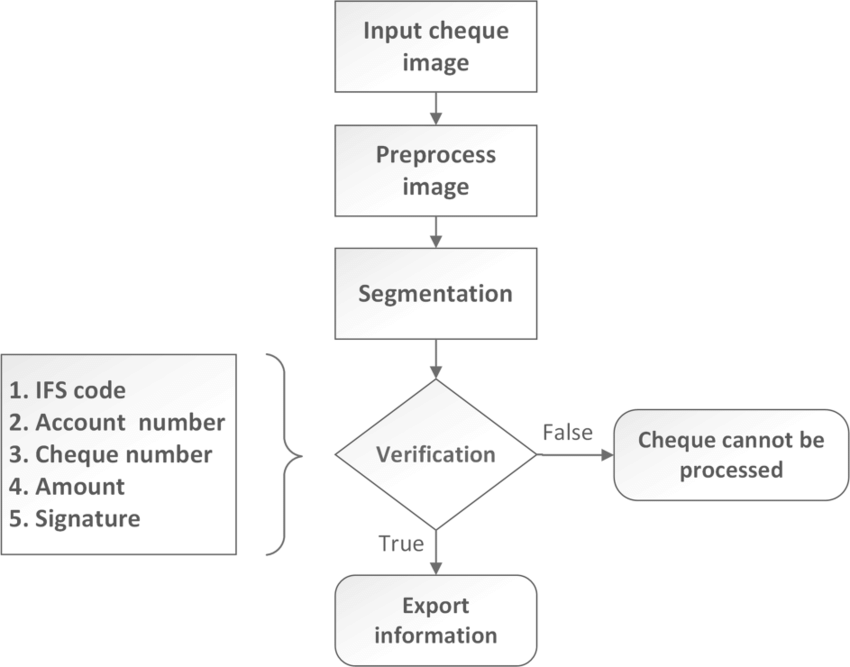 Input cheque
image
Preprocess
image
Segmentation
1. IFS code
2. Account number
3. Cheque number
4. Amount
5. Signature
Verification
False
Cheque cannot be
processed
True
Export
information